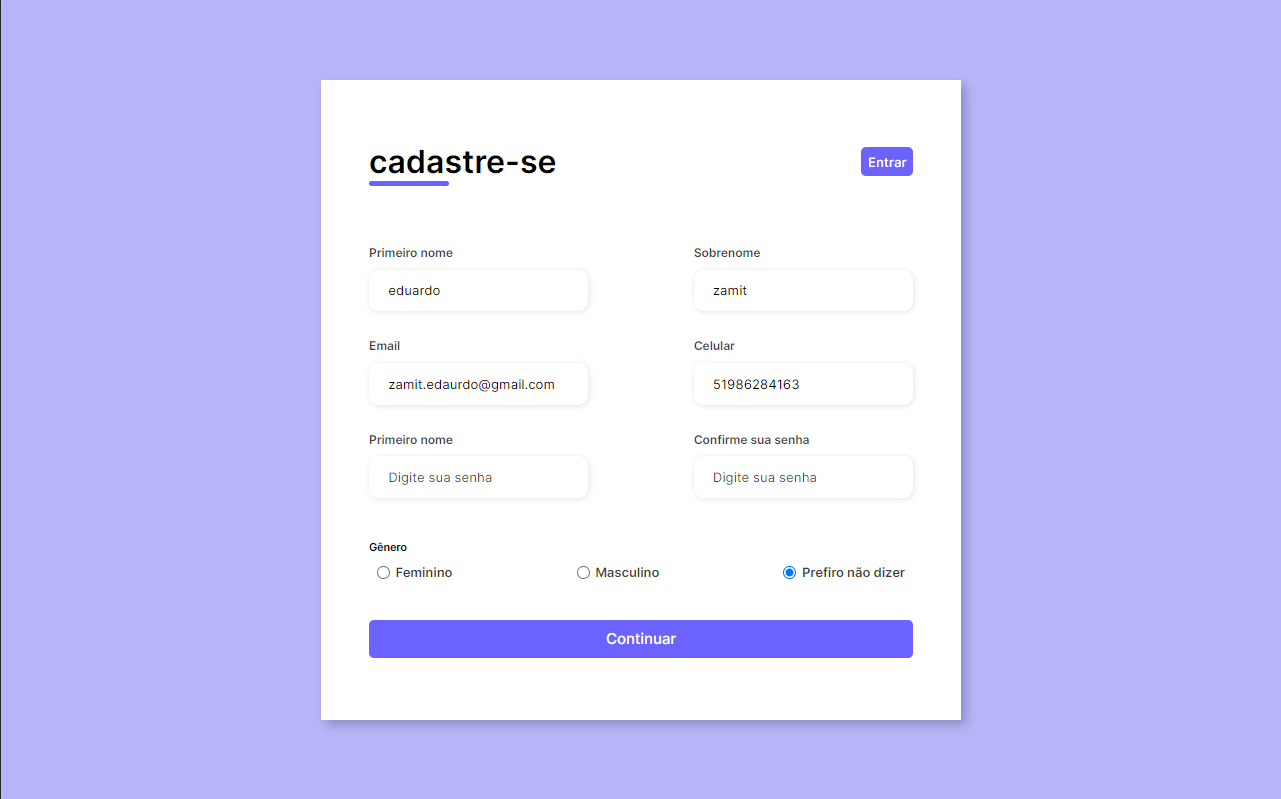 cadastre-se
Entrar
Primeiro nome
Sobrenome
eduardo
zamit
Email
Celular
zamit.edaurdo@gmail.com
51986284163
Primeiro nome
Confirme sua senha
Digite sua senha
Digite sua senha
Gênero
Feminino
Masculino
Prefiro não dizer
Continuar